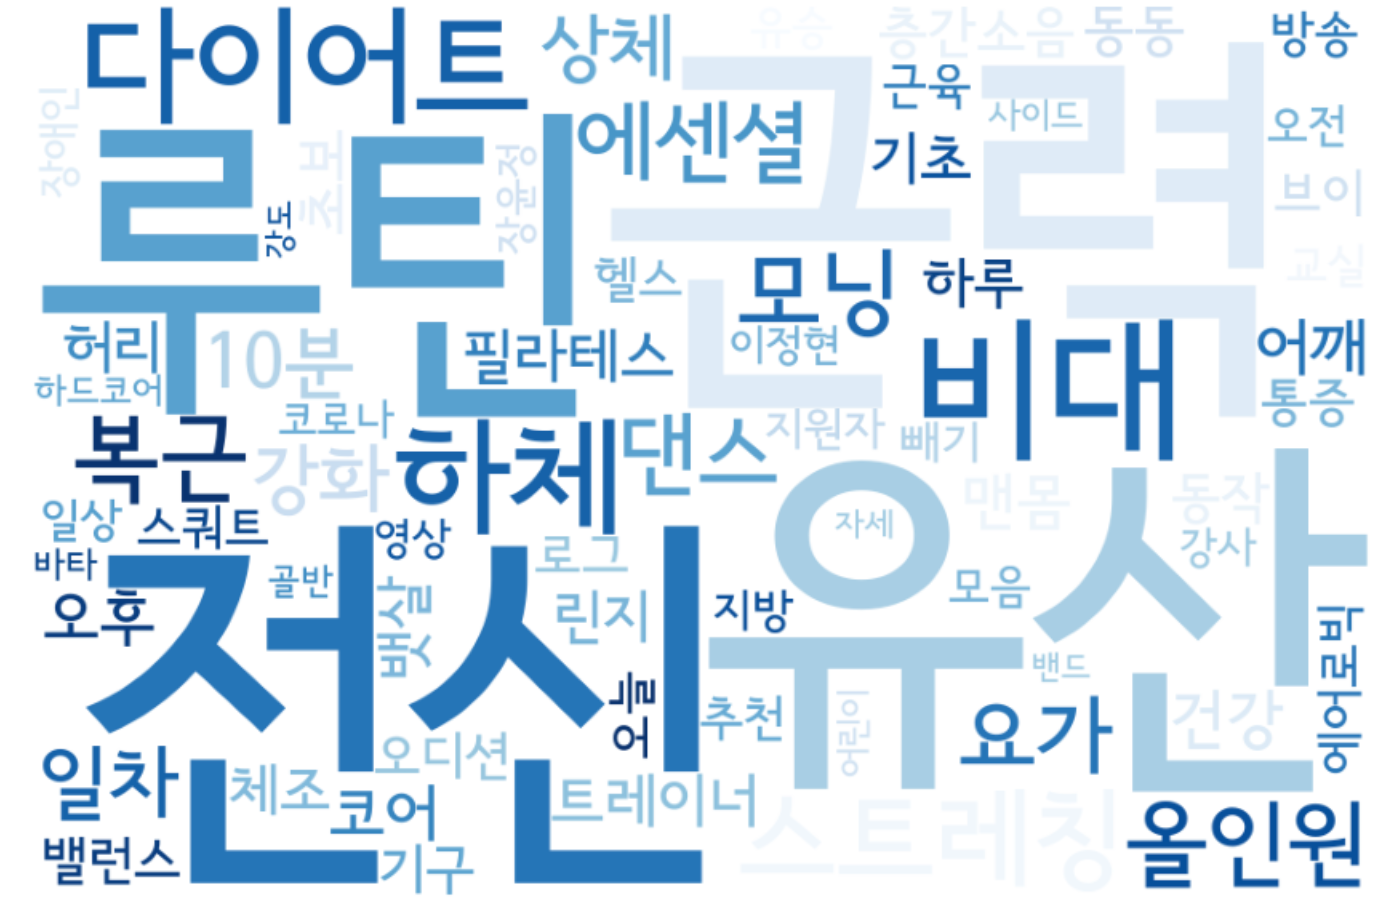 다이어트
상체
유승
층간소음
동동
방송
근육
사이드
오전
장애인
루틴
초보
장윤정
에센셜
근력
기초
브이
강도
헬스
모닝
하루
교실
허리
10분
필라테스
이정현
비대
어깨
하드코어
코로나
통증
복근
강화
하체
댄스
지원자
빼기
일상
스쿼트
영상
유산
자세
맨몸
동작
강사
바타
전신
골반
로그
모음
오후
뱃살
린지
지방
밴드
에어로빅
오늘
추천
어린이
요가
건강
일차
체조
오디션
트레이너
코어
스트레칭
올인원
밸런스
기구